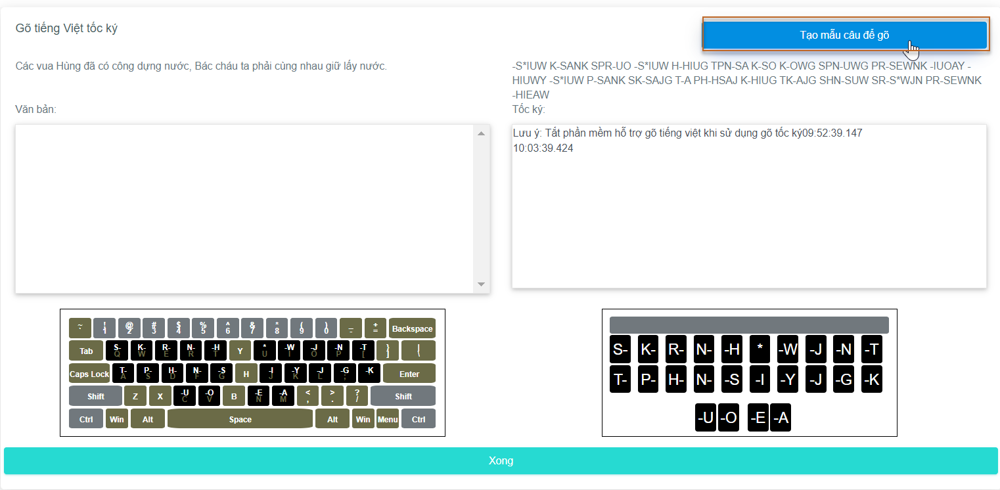 Gõ tiếng Việt tốc ký
Tạo mẫu câu để gõ
Các vua Hùng đã có công dựng nước, Bác cháu ta phải cùng nhau giữ lấy nước.
-S*IUW K-SANK SPR-UO -S*IUW H-HIUG TPN-SA K-SO K-OWG SPN-UWG PR-SEWNK -IUOAY -
HIUWY -S*IUW P-SANK SK-SAJG T-A PH-HSAJ K-HIUG TK-AJG SHN-SUW SR-S*WJN PR-SEWNK
-HIEAW
Văn bản:
Tốc ký:
Lưu ý: Tắt phần mềm hỗ trợ gõ tiếng việt khi sử dụng gõ tốc ký09:52:39.147
10:03:39.424
~ ! @ # $ % ^ & * ( ) _ + Backspace
` 1 2 3 4 5 6 7 8 9 0 - =
Tab S- K- R- N- -H Y * -W -J -N -T } |
Q W E R T U I O P [ ] \
Caps Lock T- P- H- N- -S H -I -Y -J -G -K Enter
A S D F G J K L ;
Shift Z X -U -O B -E -A < > ? Shift
C V N M , . /
Ctrl Win Alt Space Alt Win Menu Ctrl
S- K- R- N- -H * -W -J -N -T
T- P- H- N- -S -I -Y -J -G -K
-U -O -E -A
Xong